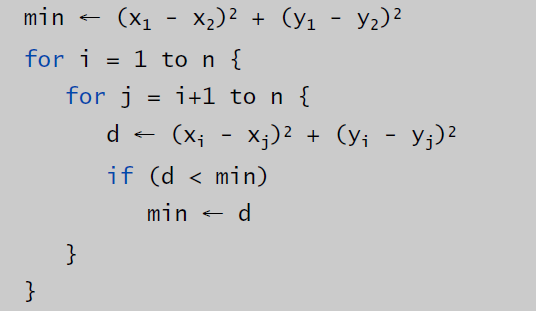 min ← (x₁ - x₂)² + (y₁ - y₂)²
for i = 1 to n {
for j = i+1 to n {
d ← (xᵢ - xⱼ)² + (yᵢ - yⱼ)²
if (d < min)
min ← d
}
}